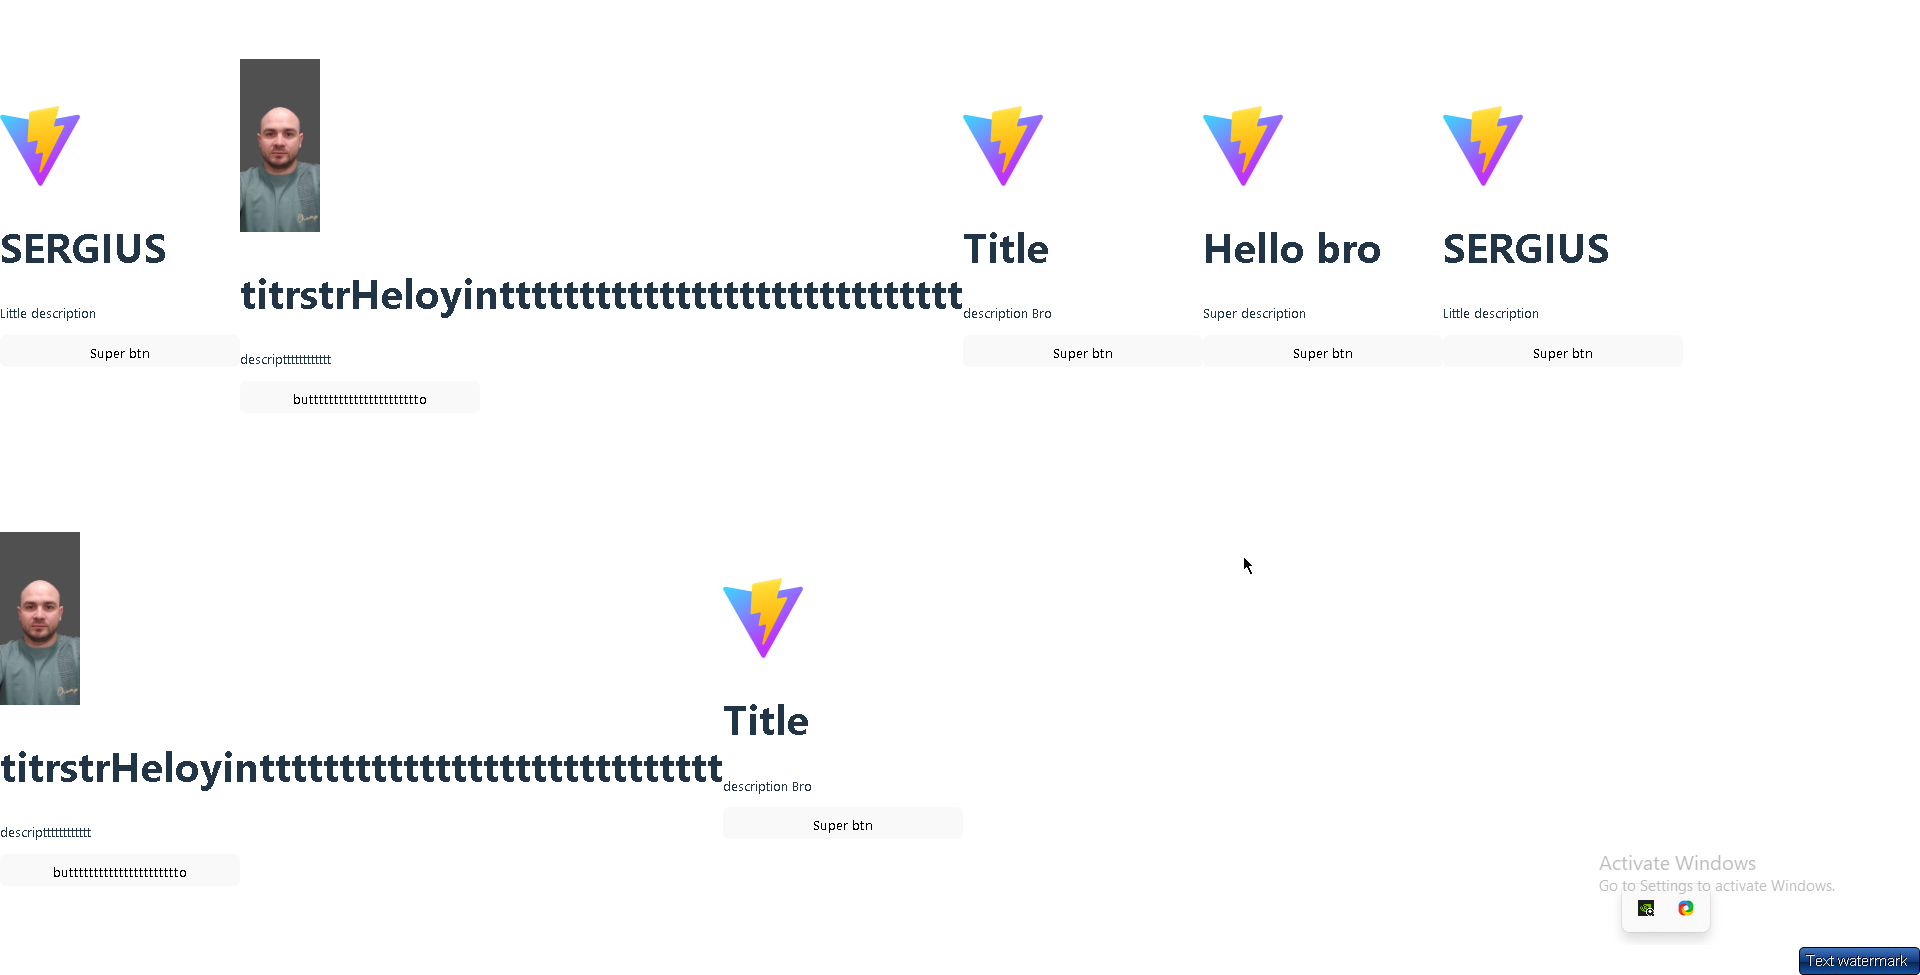 SERGIUS
Little description
Super btn
titrstrHeloyinttttttttttttttttttttttttttttt
descriptttttttttttt
buttttttttttttttttttttto
Title
description Bro
Super btn
Hello bro
Super description
Super btn
SERGIUS
Little description
Super btn
titrstrHeloyinttttttttttttttttttttttttttttt
descriptttttttttttt
buttttttttttttttttttttto
Title
description Bro
Super btn
Activate Windows
Go to Settings to activate Windows.
Text watermark